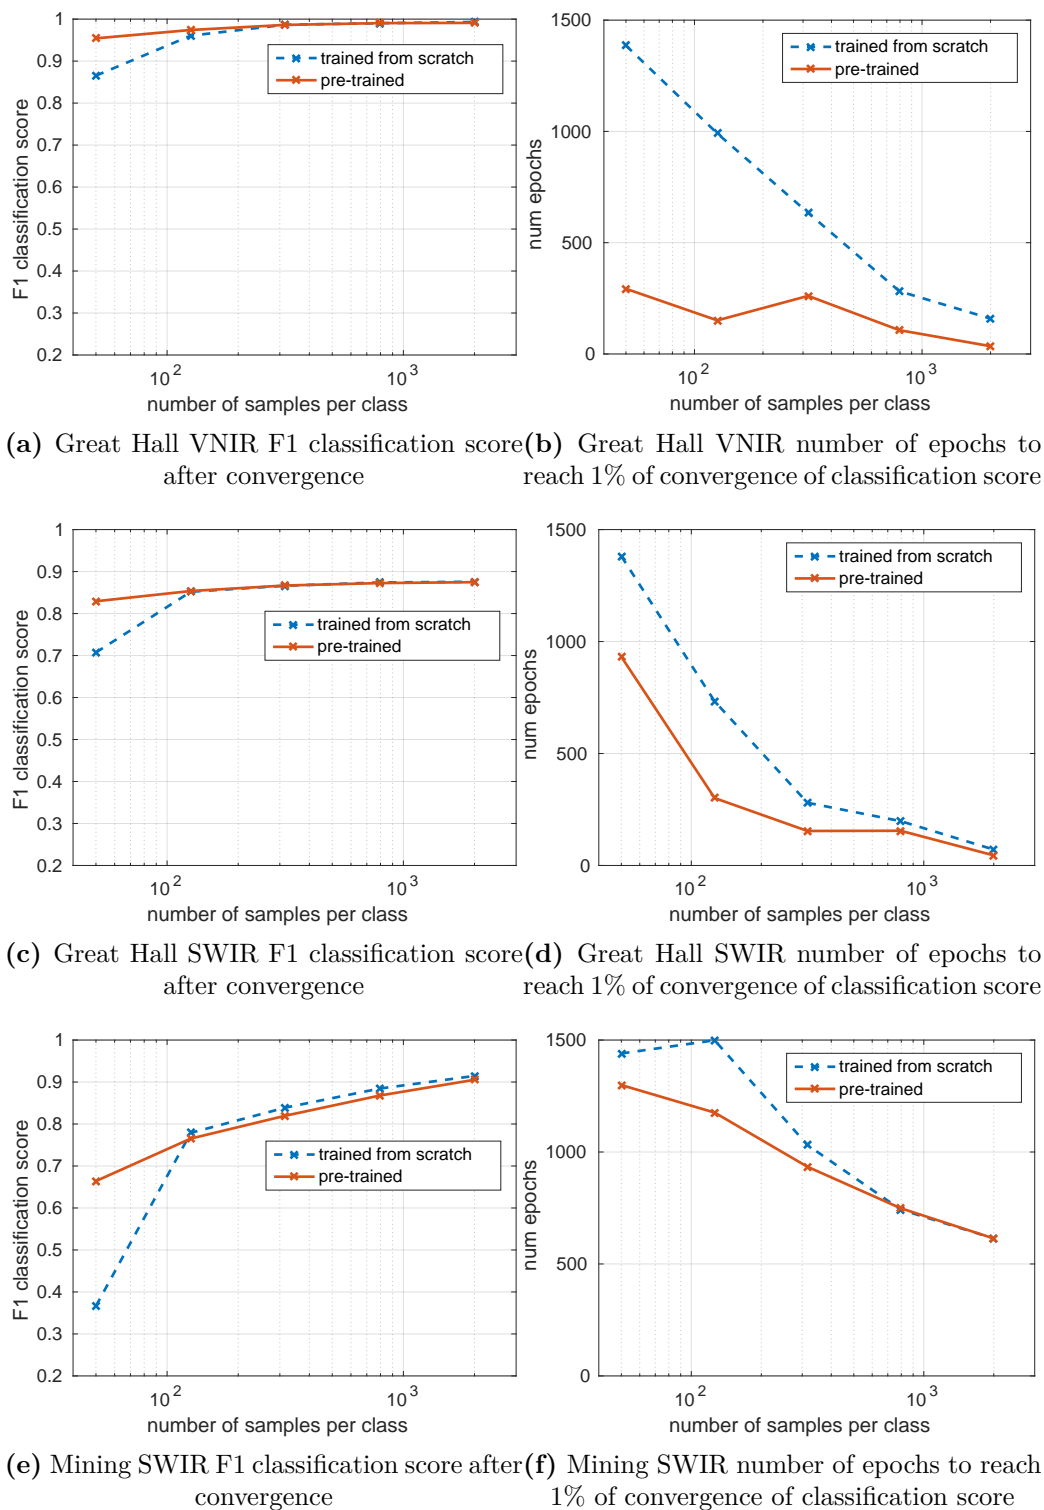 1
0.9
0.8
0.7
0.6
0.5
0.4
0.3
0.2
F1 classification score
10^2
10^3
number of samples per class
trained from scratch
pre-trained
1500
1000
500
0
num epochs
10^2
10^3
number of samples per class
trained from scratch
pre-trained
(a) Great Hall VNIR F1 classification score
after convergence
(b) Great Hall VNIR number of epochs to
reach 1% of convergence of classification score
1
0.9
0.8
0.7
0.6
0.5
0.4
0.3
0.2
F1 classification score
10^2
10^3
number of samples per class
trained from scratch
pre-trained
1500
1000
500
0
num epochs
10^2
10^3
number of samples per class
trained from scratch
pre-trained
(c) Great Hall SWIR F1 classification score
after convergence
(d) Great Hall SWIR number of epochs to
reach 1% of convergence of classification score
1
0.9
0.8
0.7
0.6
0.5
0.4
0.3
0.2
F1 classification score
10^2
10^3
number of samples per class
trained from scratch
pre-trained
1500
1000
500
0
num epochs
10^2
10^3
number of samples per class
trained from scratch
pre-trained
(e) Mining SWIR F1 classification score after
convergence
(f) Mining SWIR number of epochs to reach
1% of convergence of classification score